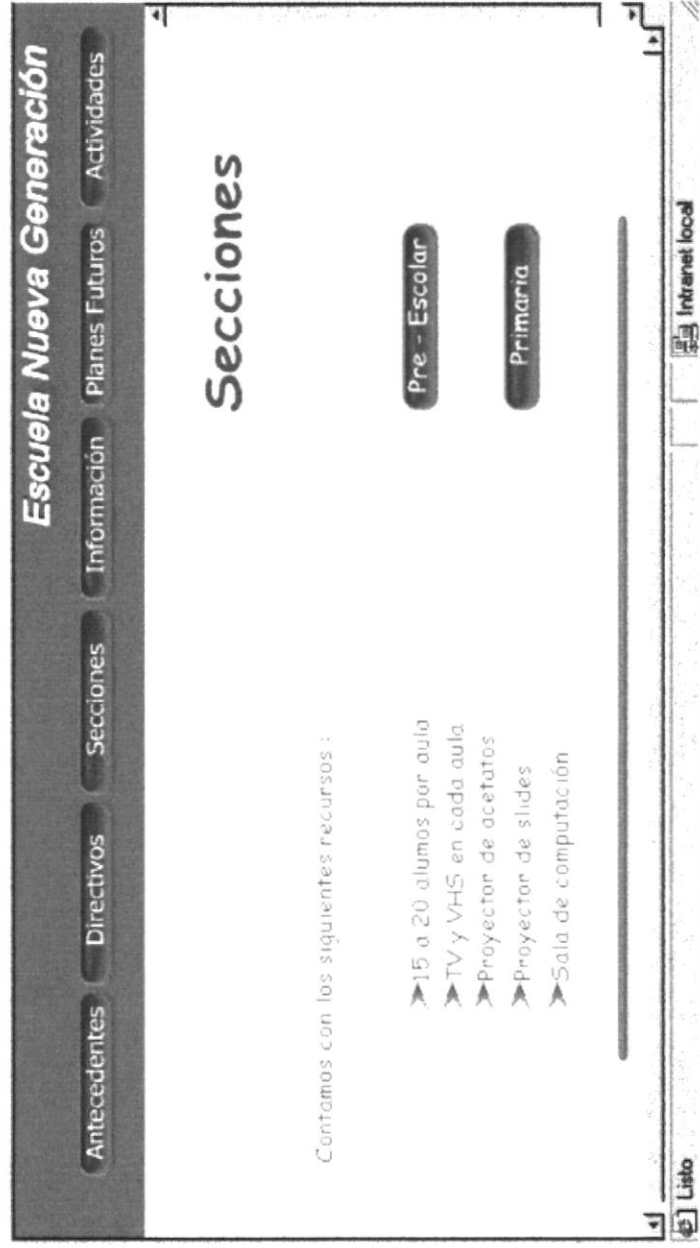 Escuela Nueva Generación
Antecedentes Directivos Secciones Información Planes Futuros Actividades
Secciones
Contamos con los siguientes recursos :
➤15 a 20 alumos por aula
➤TV y VHS en cada aula
➤Proyector de acetatos
➤Proyector de slides
➤Sala de computación
Pre - Escolar
Primaria
Listo Intranet local